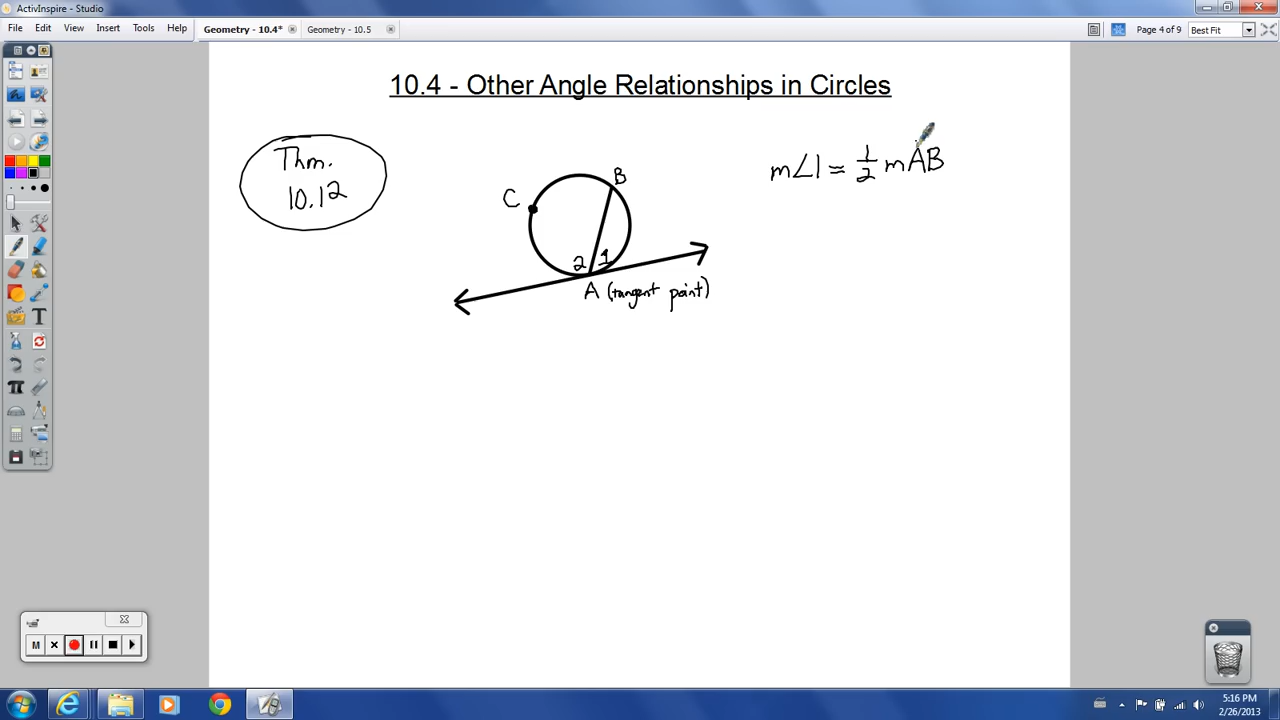 ActivInspire - Studio
File Edit View Insert Tools Help
Geometry - 10.4*
Geometry - 10.5
Page 4 of 9
Best Fit
10.4 - Other Angle Relationships in Circles
Thm.
10.12
m∠1 = 1/2 mAB
B
C
2 1
A (tangent point)
M
5:16 PM
2/26/2013